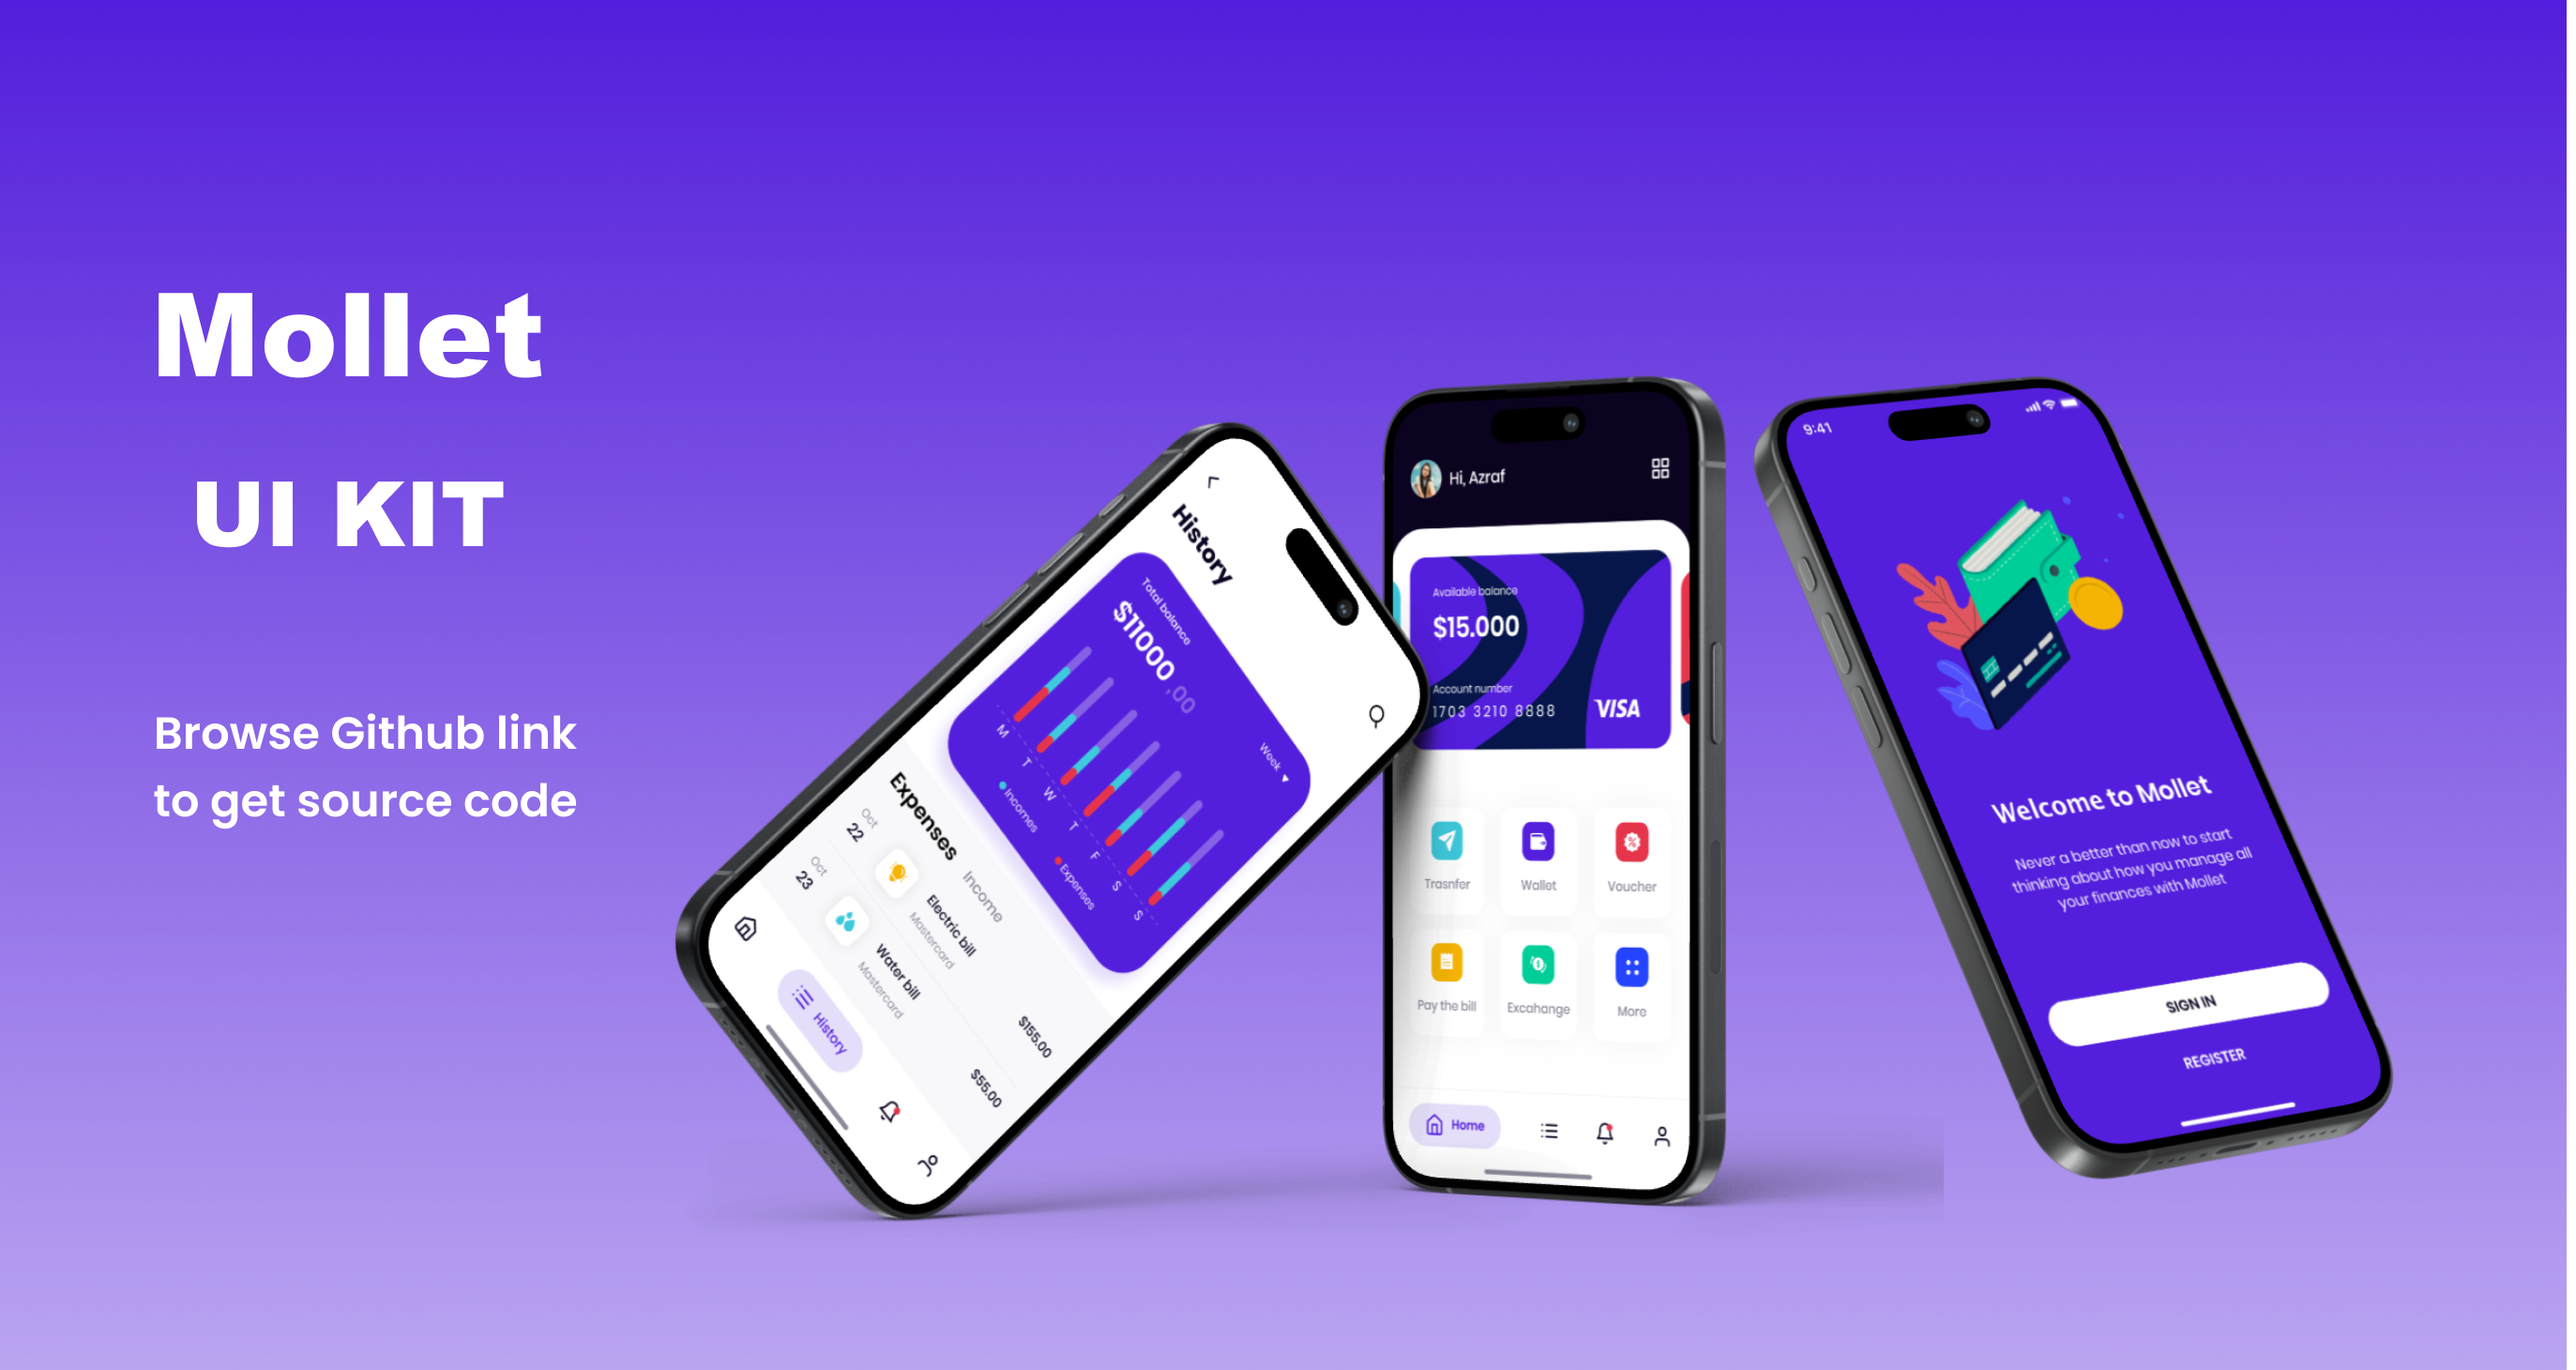 Mollet
UI KIT
Browse Github link
to get source code
History
Total balance
$11000,00
Week
M T W T F S S
Incomes
Expenses
Expenses
Income
Oct
22
Electric bill
Mastercard
$155.00
Oct
23
Water bill
Mastercard
$55.00
History
Hi, Azraf
Available balance
$15.000
Account number
1703 3210 8888
VISA
Trasnfer
Wallet
Voucher
Pay the bill
Excahange
More
Home
9:41
Welcome to Mollet
Never a better than now to start
thinking about how you manage all
your finances with Mollet
SIGN IN
REGISTER